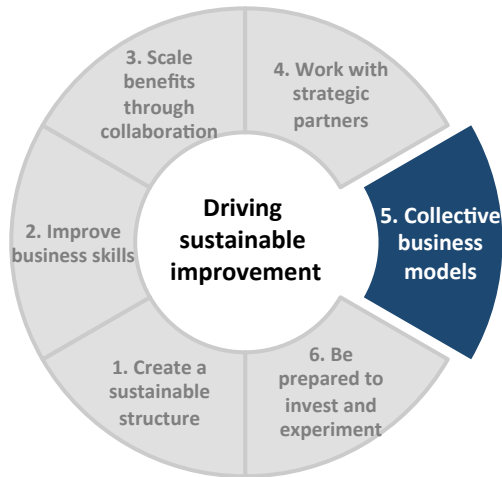 3. Scale
benefits
through
collaboration
4. Work with
strategic
partners
2. Improve
business skills
Driving
sustainable
improvement
5. Collective
business
models
1. Create a
sustainable
structure
6. Be
prepared to
invest and
experiment